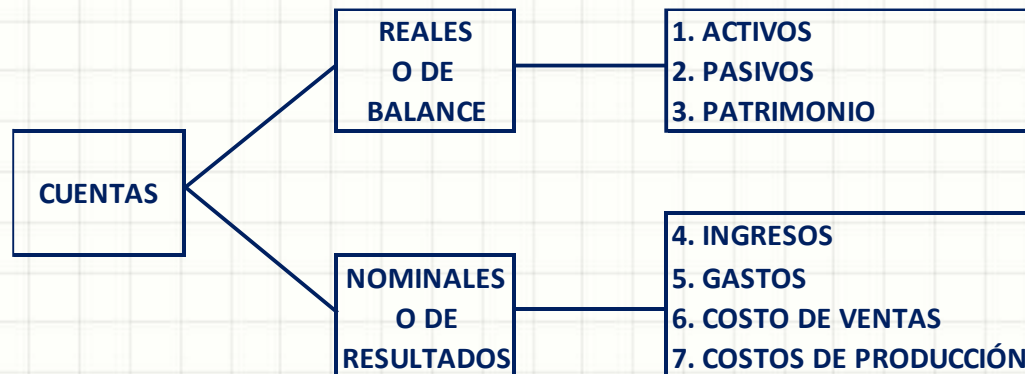 CUENTAS
REALES
O DE
BALANCE
1. ACTIVOS
2. PASIVOS
3. PATRIMONIO
NOMINALES
O DE
RESULTADOS
4. INGRESOS
5. GASTOS
6. COSTO DE VENTAS
7. COSTOS DE PRODUCCIÓN